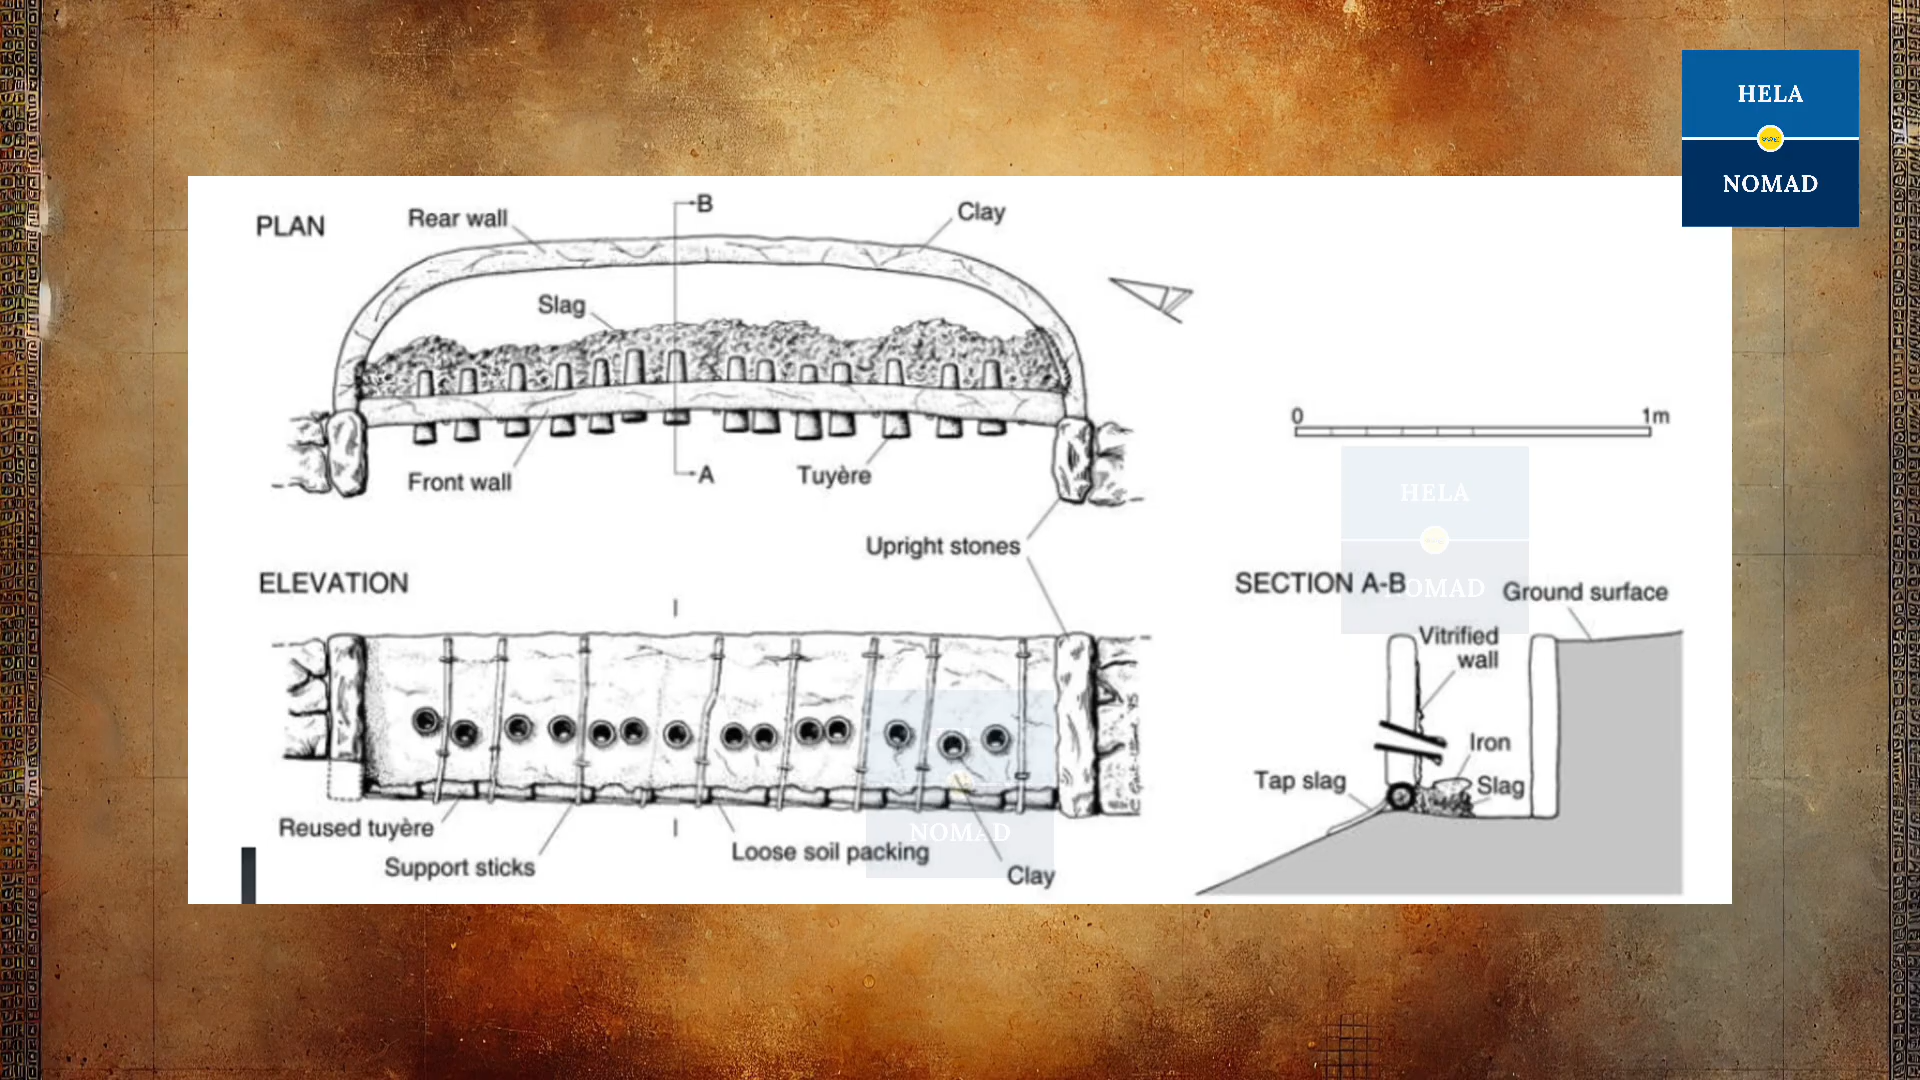 HELA
NOMAD
PLAN
Rear wall
B
Clay
Slag
0
1m
Front wall
A
Tuyère
HELA
Upright stones
ELEVATION
SECTION A-B
OMAD
Ground surface
Vitrified
wall
Iron
Tap slag
Slag
Reused tuyère
NOMAD
Support sticks
Loose soil packing
Clay